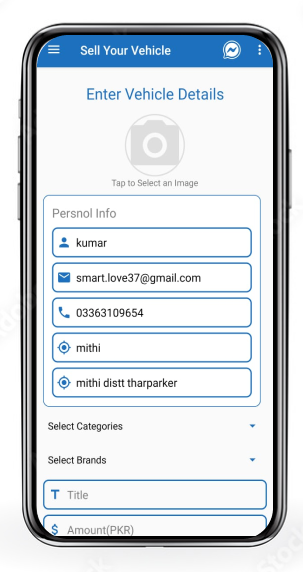 Sell Your Vehicle
Enter Vehicle Details
Tap to Select an Image
Persnol Info
kumar
smart.love37@gmail.com
03363109654
mithi
mithi distt tharparker
Select Categories
Select Brands
T Title
$ Amount(PKR)